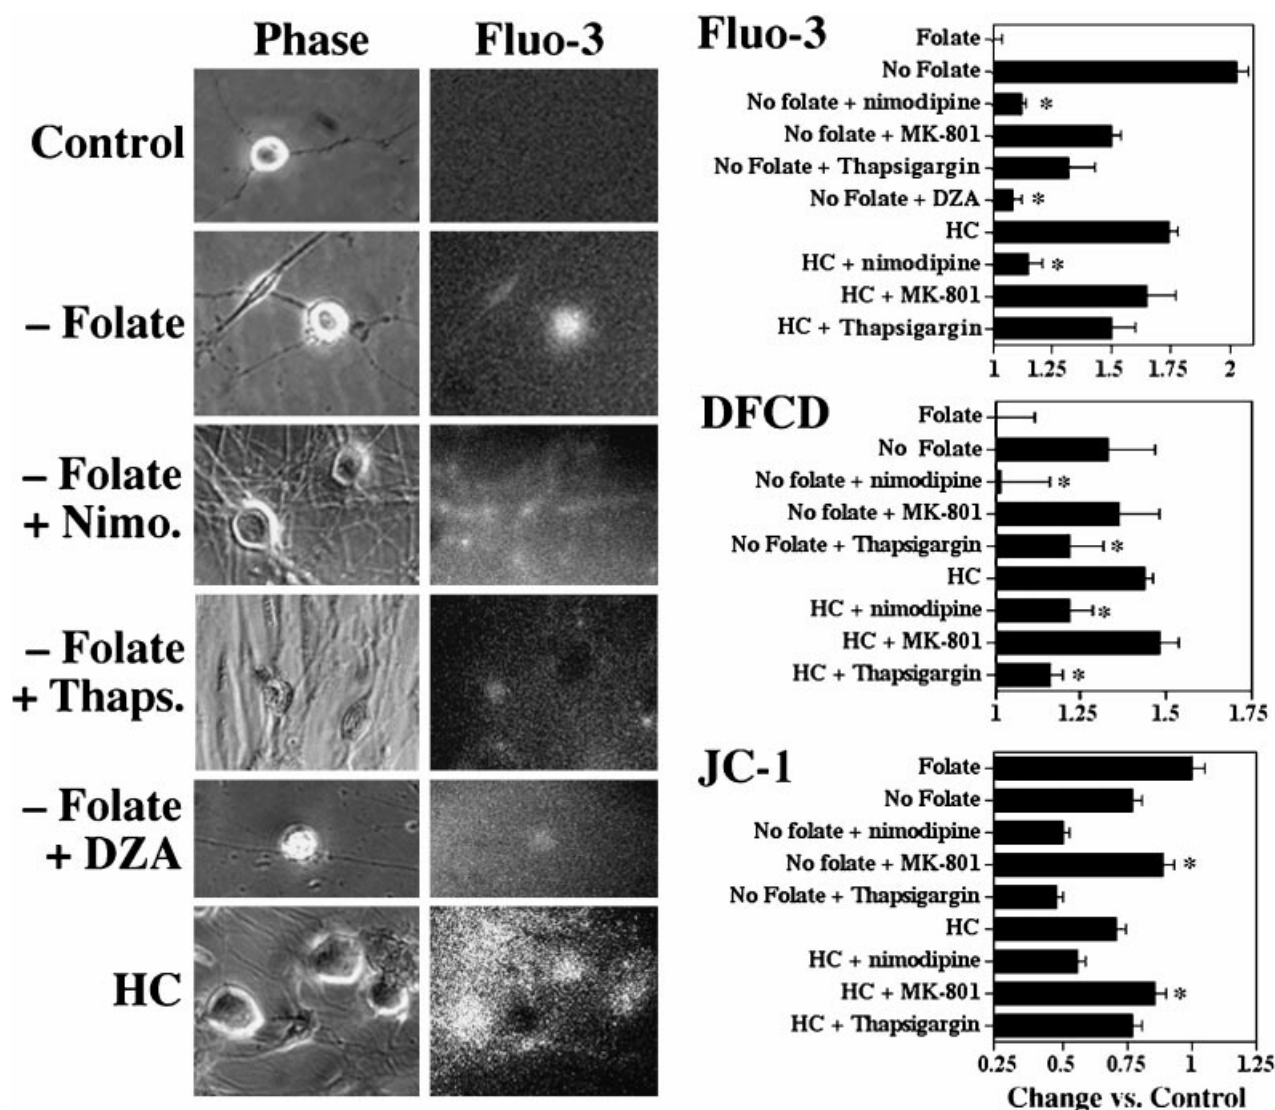 Phase
Fluo-3
Control
– Folate
– Folate
+ Nimo.
– Folate
+ Thaps.
– Folate
+ DZA
HC
Fluo-3
Folate
No Folate
No folate + nimodipine
*
No folate + MK-801
No Folate + Thapsigargin
No Folate + DZA
*
HC
HC + nimodipine
*
HC + MK-801
HC + Thapsigargin
1 1.25 1.5 1.75 2
DFCD
Folate
No Folate
No folate + nimodipine
*
No folate + MK-801
No Folate + Thapsigargin
*
HC
HC + nimodipine
*
HC + MK-801
HC + Thapsigargin
*
1 1.25 1.5 1.75
JC-1
Folate
No Folate
No folate + nimodipine
No folate + MK-801
*
No Folate + Thapsigargin
HC
HC + nimodipine
HC + MK-801
*
HC + Thapsigargin
0.25 0.5 0.75 1 1.25
Change vs. Control